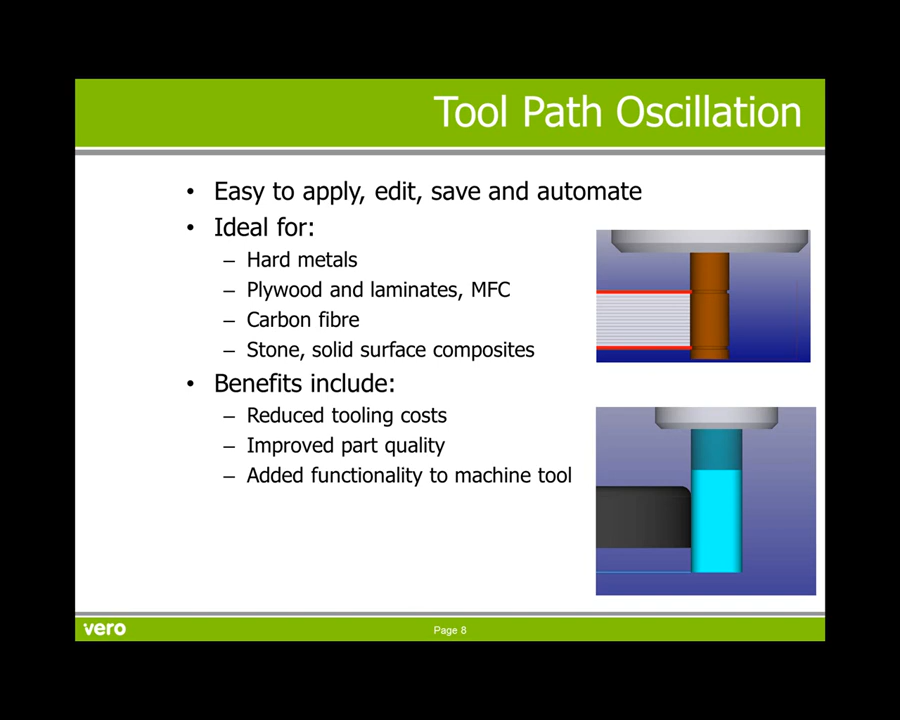 Tool Path Oscillation
• Easy to apply, edit, save and automate
• Ideal for:
– Hard metals
– Plywood and laminates, MFC
– Carbon fibre
– Stone, solid surface composites
• Benefits include:
– Reduced tooling costs
– Improved part quality
– Added functionality to machine tool
vero
Page 8